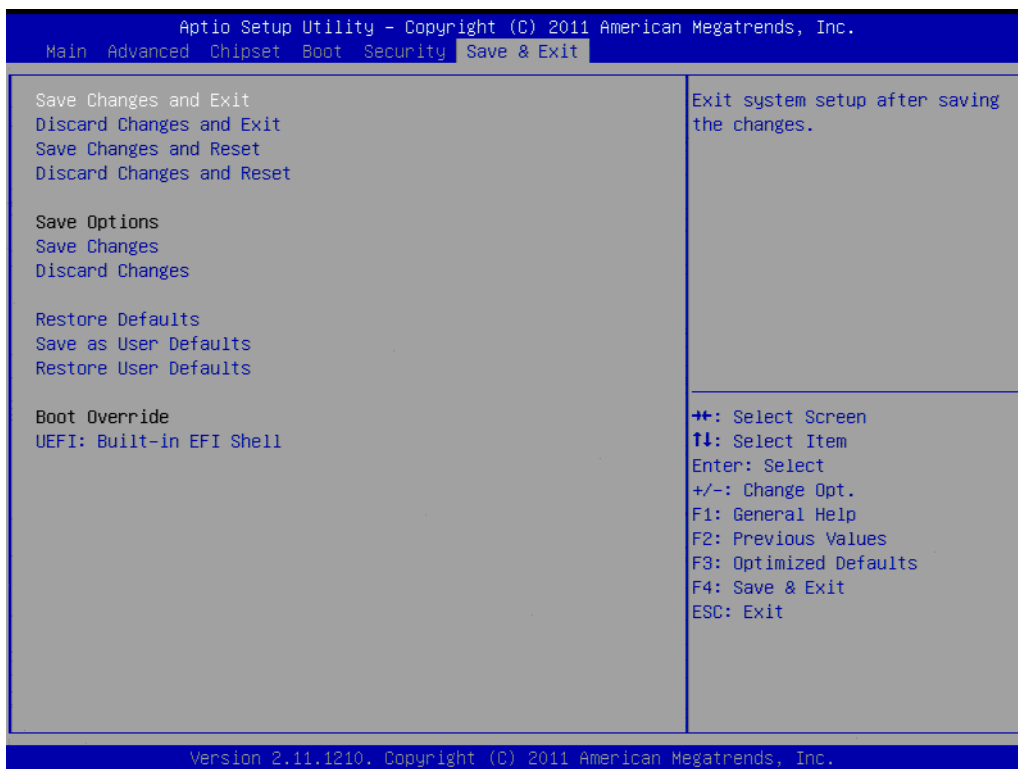 Aptio Setup Utility – Copyright (C) 2011 American Megatrends, Inc.
Main Advanced Chipset Boot Security Save & Exit
Save Changes and Exit
Discard Changes and Exit
Save Changes and Reset
Discard Changes and Reset
Save Options
Save Changes
Discard Changes
Restore Defaults
Save as User Defaults
Restore User Defaults
Boot Override
UEFI: Built-in EFI Shell
Exit system setup after saving
the changes.
→←: Select Screen
↑↓: Select Item
Enter: Select
+/-: Change Opt.
F1: General Help
F2: Previous Values
F3: Optimized Defaults
F4: Save & Exit
ESC: Exit
Version 2.11.1210. Copyright (C) 2011 American Megatrends, Inc.